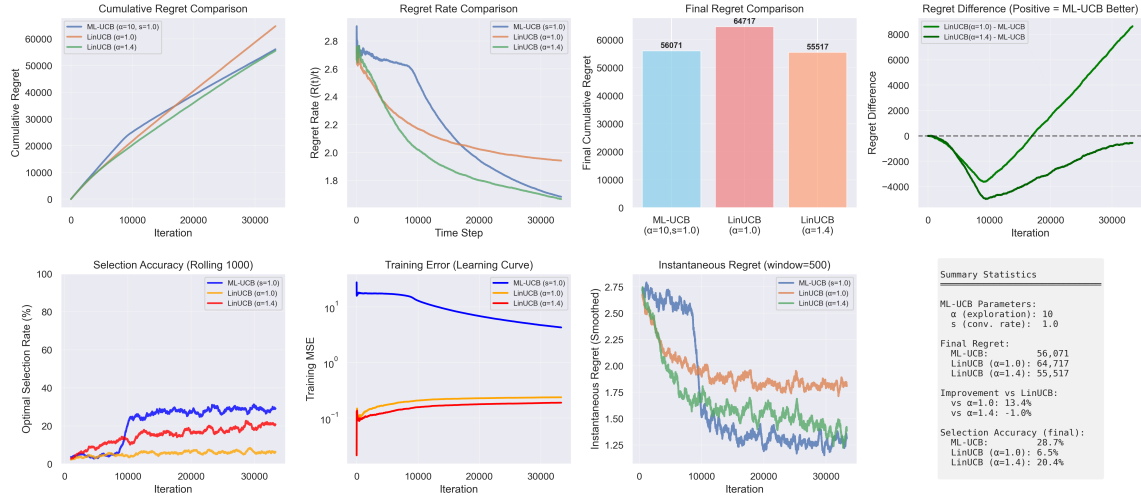 Cumulative Regret Comparison
ML-UCB (α=10, s=1.0)
LinUCB (α=1.0)
LinUCB (α=1.4)
Cumulative Regret
60000
50000
40000
30000
20000
10000
0
0 10000 20000 30000
Iteration
Regret Rate Comparison
ML-UCB (s=1.0)
LinUCB (α=1.0)
LinUCB (α=1.4)
Regret Rate (R(t)/t)
2.8
2.6
2.4
2.2
2.0
1.8
0 10000 20000 30000
Time Step
Final Regret Comparison
56071
64717
55517
Final Cumulative Regret
60000
50000
40000
30000
20000
10000
0
ML-UCB
(α=10,s=1.0)
LinUCB
(α=1.0)
LinUCB
(α=1.4)
Regret Difference (Positive = ML-UCB Better)
LinUCB(α=1.0) - ML-UCB
LinUCB(α=1.4) - ML-UCB
Regret Difference
8000
6000
4000
2000
0
−2000
−4000
0 10000 20000 30000
Iteration
Selection Accuracy (Rolling 1000)
ML-UCB (s=1.0)
LinUCB (α=1.0)
LinUCB (α=1.4)
Optimal Selection Rate (%)
100
80
60
40
20
0
0 10000 20000 30000
Iteration
Training Error (Learning Curve)
ML-UCB (s=1.0)
LinUCB (α=1.0)
LinUCB (α=1.4)
Training MSE
10¹
10⁰
10⁻¹
0 10000 20000 30000
Iteration
Instantaneous Regret (window=500)
ML-UCB (s=1.0)
LinUCB (α=1.0)
LinUCB (α=1.4)
Instantaneous Regret (Smoothed)
2.75
2.50
2.25
2.00
1.75
1.50
1.25
0 10000 20000 30000
Iteration
Summary Statistics
ML-UCB Parameters:
α (exploration): 10
s (conv. rate): 1.0
Final Regret:
ML-UCB: 56,071
LinUCB (α=1.0): 64,717
LinUCB (α=1.4): 55,517
Improvement vs LinUCB:
vs α=1.0: 13.4%
vs α=1.4: -1.0%
Selection Accuracy (final):
ML-UCB: 28.7%
LinUCB (α=1.0): 6.5%
LinUCB (α=1.4): 20.4%